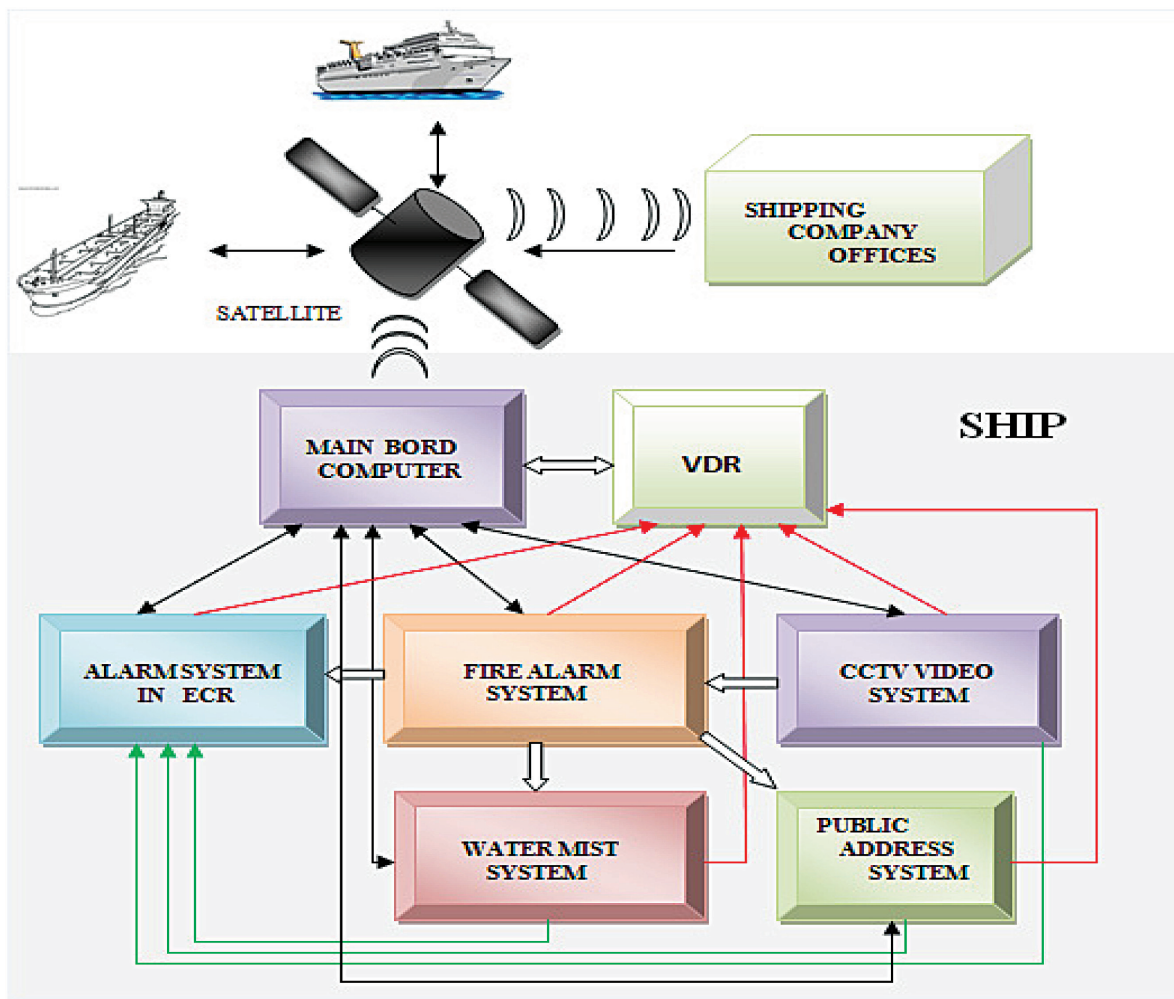 SHIPPING
COMPANY
OFFICES
SATELLITE
MAIN BORD
COMPUTER
VDR
SHIP
ALARM SYSTEM
IN ECR
FIRE ALARM
SYSTEM
CCTV VIDEO
SYSTEM
WATER MIST
SYSTEM
PUBLIC
ADDRESS
SYSTEM